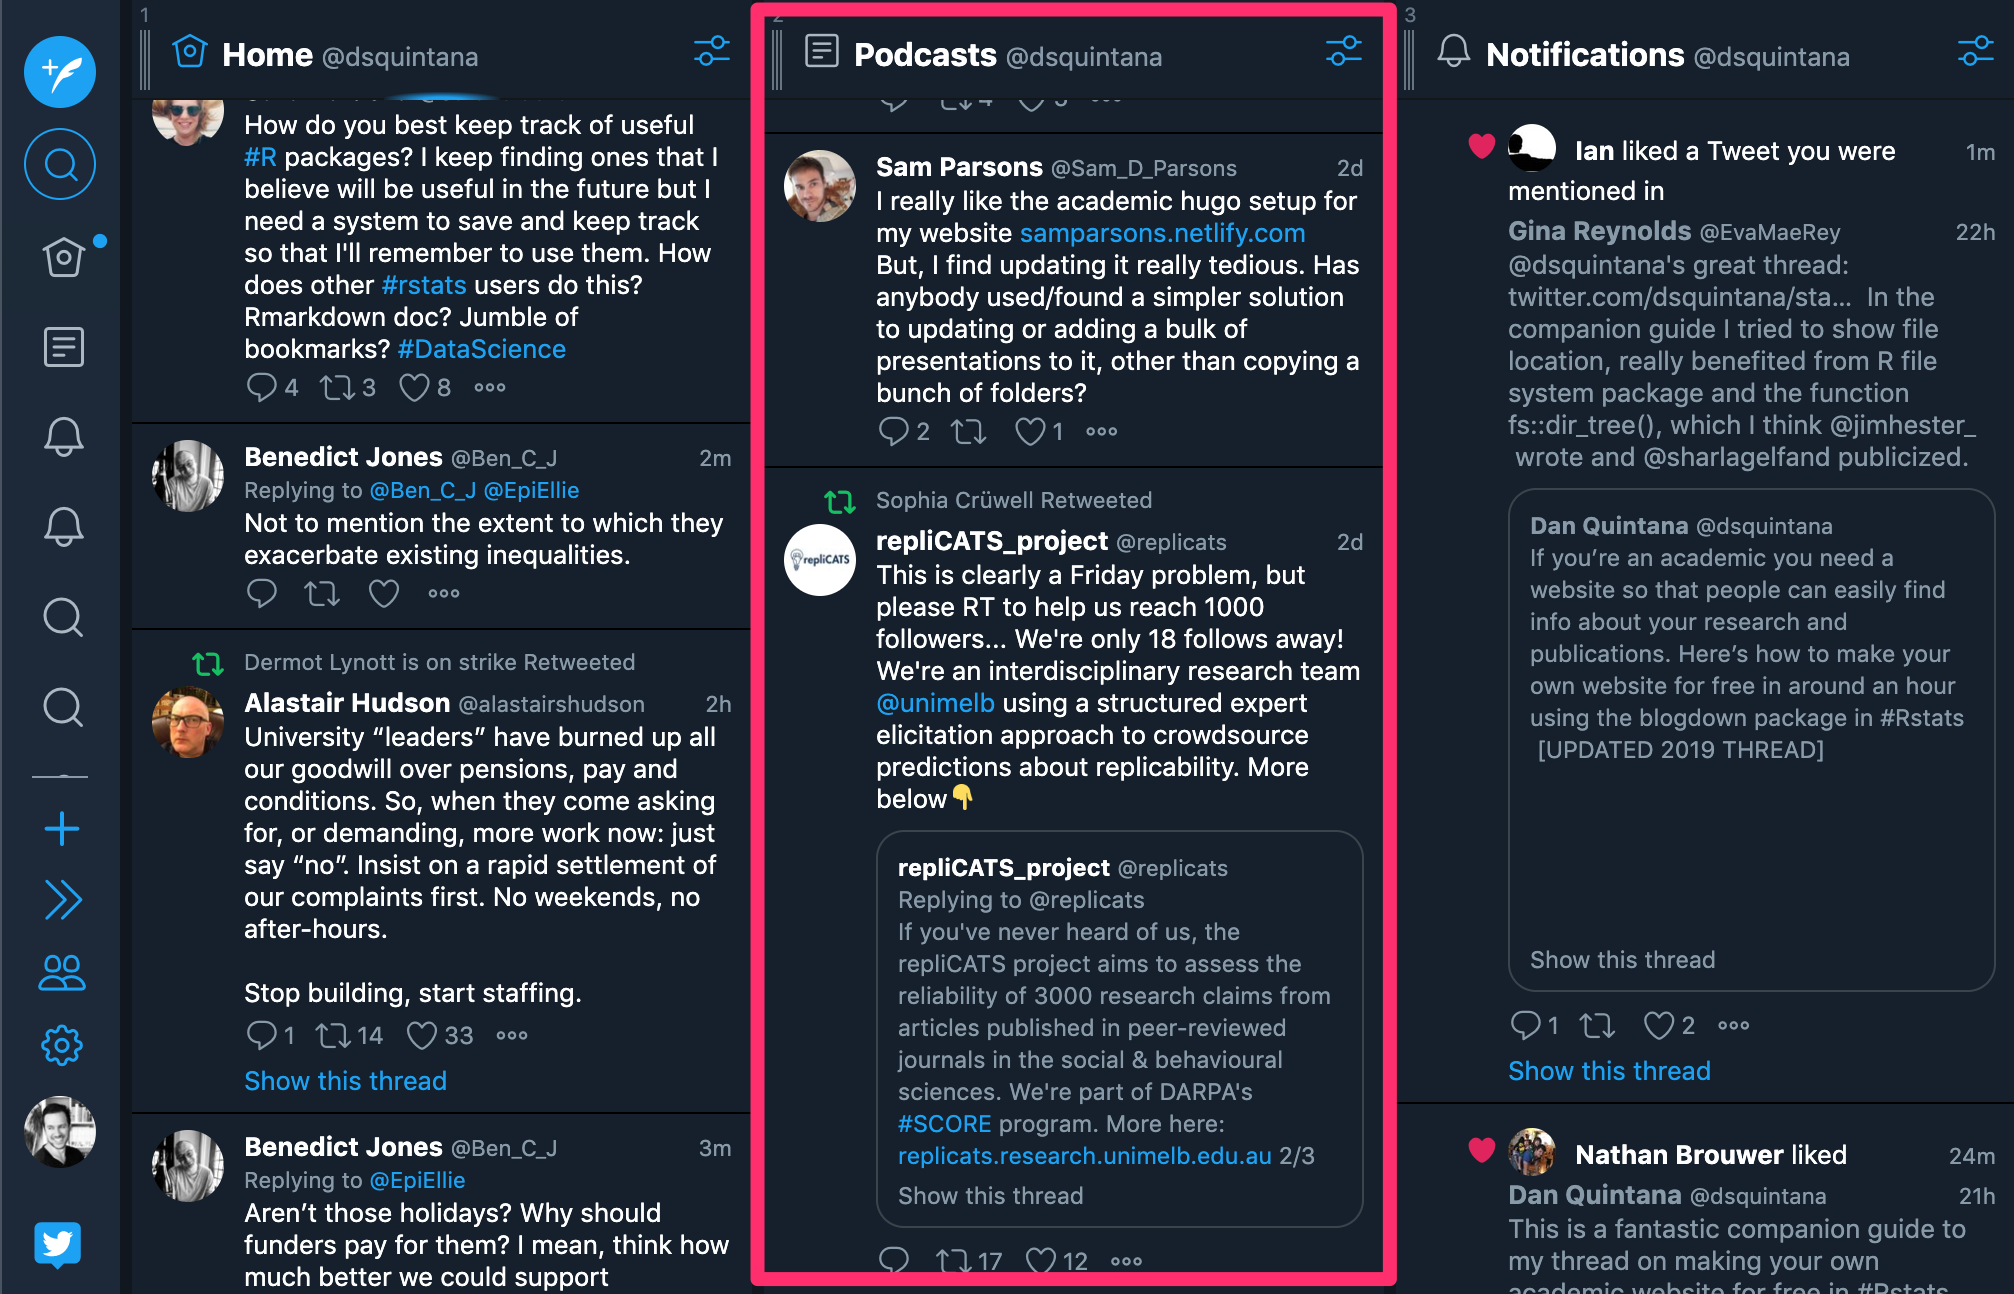 1
Home @dsquintana
How do you best keep track of useful
#R packages? I keep finding ones that I
believe will be useful in the future but I
need a system to save and keep track
so that I'll remember to use them. How
does other #rstats users do this?
Rmarkdown doc? Jumble of
bookmarks? #DataScience
4 3 8
Benedict Jones @Ben_C_J 2m
Replying to @Ben_C_J @EpiEllie
Not to mention the extent to which they
exacerbate existing inequalities.
Dermot Lynott is on strike Retweeted
Alastair Hudson @alastairshudson 2h
University “leaders” have burned up all
our goodwill over pensions, pay and
conditions. So, when they come asking
for, or demanding, more work now: just
say “no”. Insist on a rapid settlement of
our complaints first. No weekends, no
after-hours.
Stop building, start staffing.
1 14 33
Show this thread
Benedict Jones @Ben_C_J 3m
Replying to @EpiEllie
Aren’t those holidays? Why should
funders pay for them? I mean, think how
much better we could support
2
Podcasts @dsquintana
Sam Parsons @Sam_D_Parsons 2d
I really like the academic hugo setup for
my website samparsons.netlify.com
But, I find updating it really tedious. Has
anybody used/found a simpler solution
to updating or adding a bulk of
presentations to it, other than copying a
bunch of folders?
2 1
Sophia Crüwell Retweeted
repliCATS
repliCATS_project @replicats 2d
This is clearly a Friday problem, but
please RT to help us reach 1000
followers... We're only 18 follows away!
We're an interdisciplinary research team
@unimelb using a structured expert
elicitation approach to crowdsource
predictions about replicability. More
below👇
repliCATS_project @replicats
Replying to @replicats
If you've never heard of us, the
repliCATS project aims to assess the
reliability of 3000 research claims from
articles published in peer-reviewed
journals in the social & behavioural
sciences. We're part of DARPA's
#SCORE program. More here:
replicats.research.unimelb.edu.au 2/3
Show this thread
17 12
3
Notifications @dsquintana
Ian liked a Tweet you were 1m
mentioned in
Gina Reynolds @EvaMaeRey 22h
@dsquintana's great thread:
twitter.com/dsquintana/sta… In the
companion guide I tried to show file
location, really benefited from R file
system package and the function
fs::dir_tree(), which I think @jimhester_
wrote and @sharlagelfand publicized.
Dan Quintana @dsquintana
If you’re an academic you need a
website so that people can easily find
info about your research and
publications. Here’s how to make your
own website for free in around an hour
using the blogdown package in #Rstats
[UPDATED 2019 THREAD]
Show this thread
1 2
Show this thread
Nathan Brouwer liked 24m
Dan Quintana @dsquintana 21h
This is a fantastic companion guide to
my thread on making your own
academic website for free in #Rstats